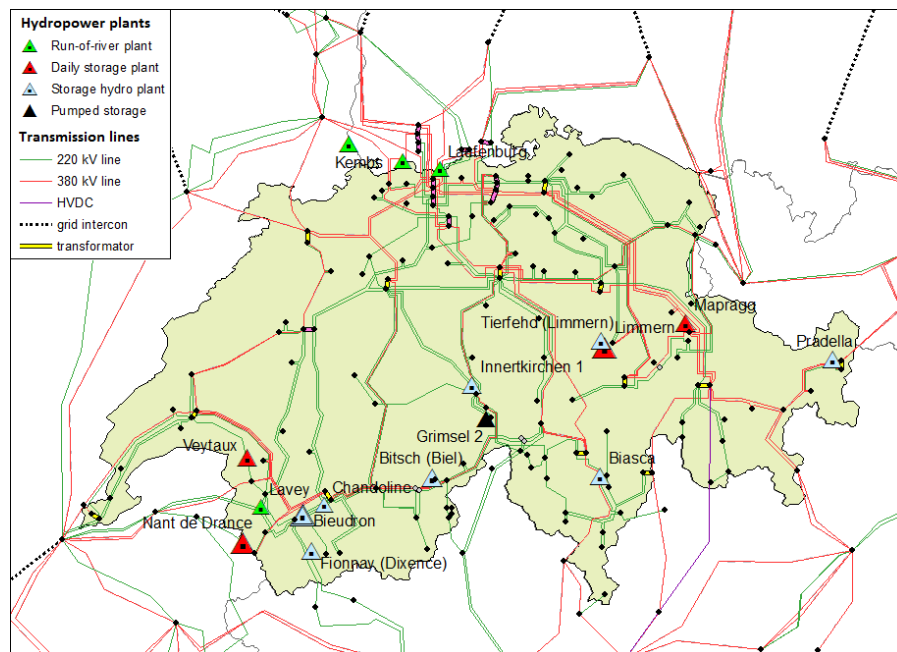 Hydropower plants
Run-of-river plant
Daily storage plant
Storage hydro plant
Pumped storage
Transmission lines
220 kV line
380 kV line
HVDC
grid intercon
transformator
Kembs
Laufenburg
Mapragg
Tierfehd (Limmern)
Limmern
Pradella
Innertkirchen 1
Grimsel 2
Bitsch (Biel)
Biasca
Veytaux
Chandoline
Lavey
Bieudron
Nant de Drance
Fionnay (Dixence)